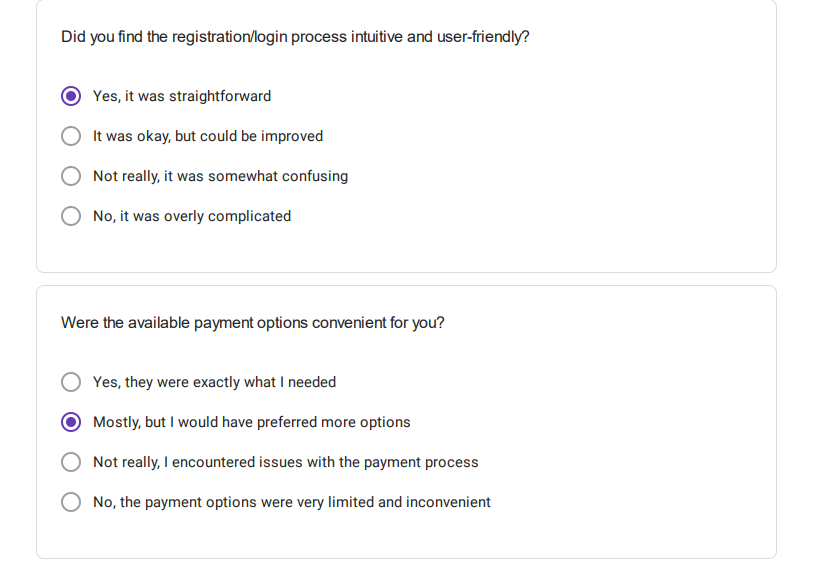 Did you find the registration/login process intuitive and user-friendly?
Yes, it was straightforward
It was okay, but could be improved
Not really, it was somewhat confusing
No, it was overly complicated
Were the available payment options convenient for you?
Yes, they were exactly what I needed
Mostly, but I would have preferred more options
Not really, I encountered issues with the payment process
No, the payment options were very limited and inconvenient